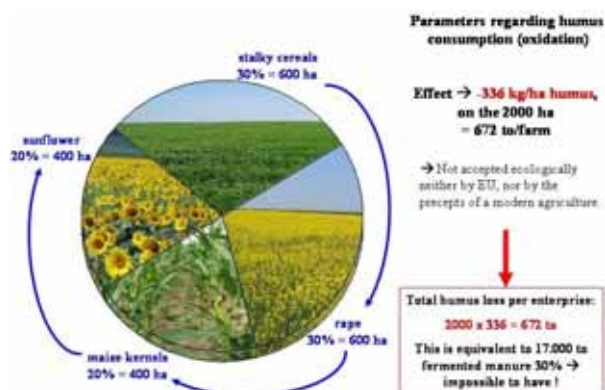 Parameters regarding humus
consumption (oxidation)
stalky cereals
30% = 600 ha
Effect → -336 kg/ha humus,
on the 2000 ha
= 672 to/farm
sunflower
20% = 400 ha
→ Not accepted ecologically
neither by EU, nor by the
precepts of a modern agriculture
rape
30% = 600 ha
maize kernels
20% = 400 ha
Total humus loss per enterprise:
2000 x 336 = 672 to
This is equivalent to 17.000 to
fermented manure 30% →
impossible to have !